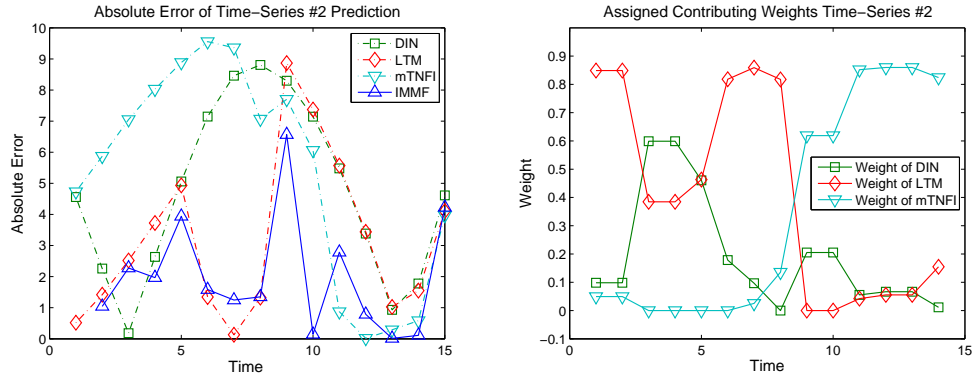 Absolute Error of Time-Series #2 Prediction
10
9
8
7
6
5
4
3
2
1
0
0
5
10
15
Absolute Error
Time
DIN
LTM
mTNFI
IMMF
Assigned Contributing Weights Time-Series #2
0.9
0.8
0.7
0.6
0.5
0.4
0.3
0.2
0.1
0
-0.1
0
5
10
15
Weight
Time
Weight of DIN
Weight of LTM
Weight of mTNFI